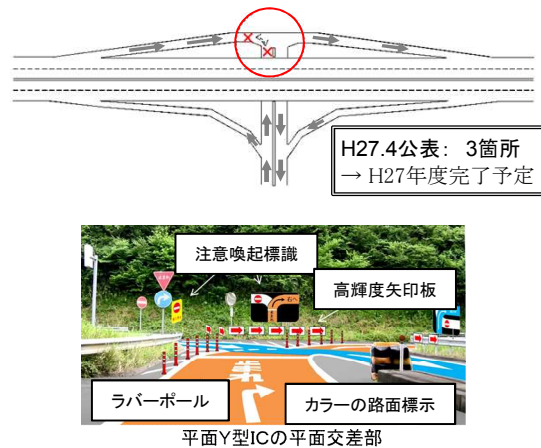 H27.4公表： 3箇所
→ H27年度完了予定
注意喚起標識
高輝度矢印板
ラバーポール
カラーの路面標示
平面Y型ICの平面交差部